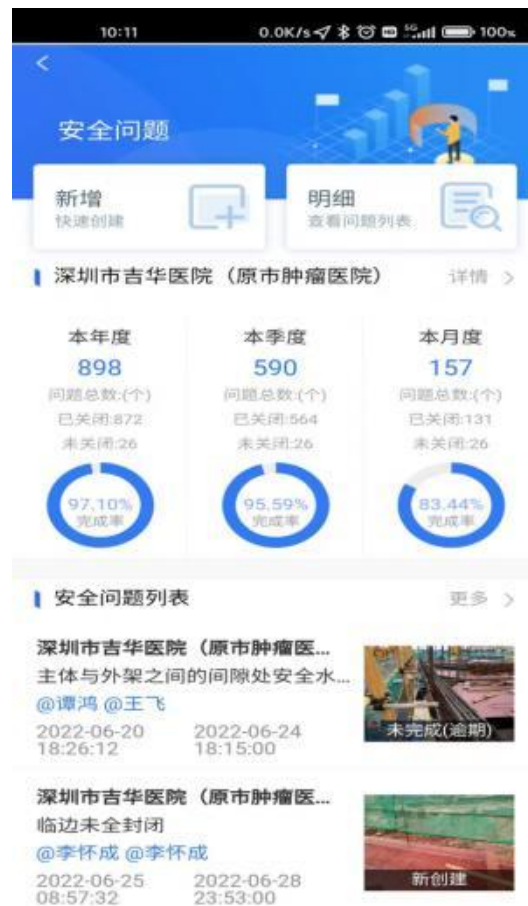 10:11 0.0K/s 5G 100%
安全问题
新增 明细
快速创建 查看问题列表
深圳市吉华医院（原市肿瘤医院） 详情 >
本年度 本季度 本月度
898 590 157
问题总数:(个) 问题总数:(个) 问题总数:(个)
已关闭:872 已关闭:564 已关闭:131
未关闭:26 未关闭:26 未关闭:26
97.10% 95.59% 83.44%
完成率 完成率 完成率
安全问题列表 更多 >
深圳市吉华医院（原市肿瘤医...
主体与外架之间的间隙处安全水...
@谭鸿 @王飞
2022-06-20 2022-06-24 未完成(逾期)
18:26:12 18:15:00
深圳市吉华医院（原市肿瘤医...
临边未全封闭
@李怀成 @李怀成
2022-06-25 2022-06-28 新创建
08:57:32 23:53:00